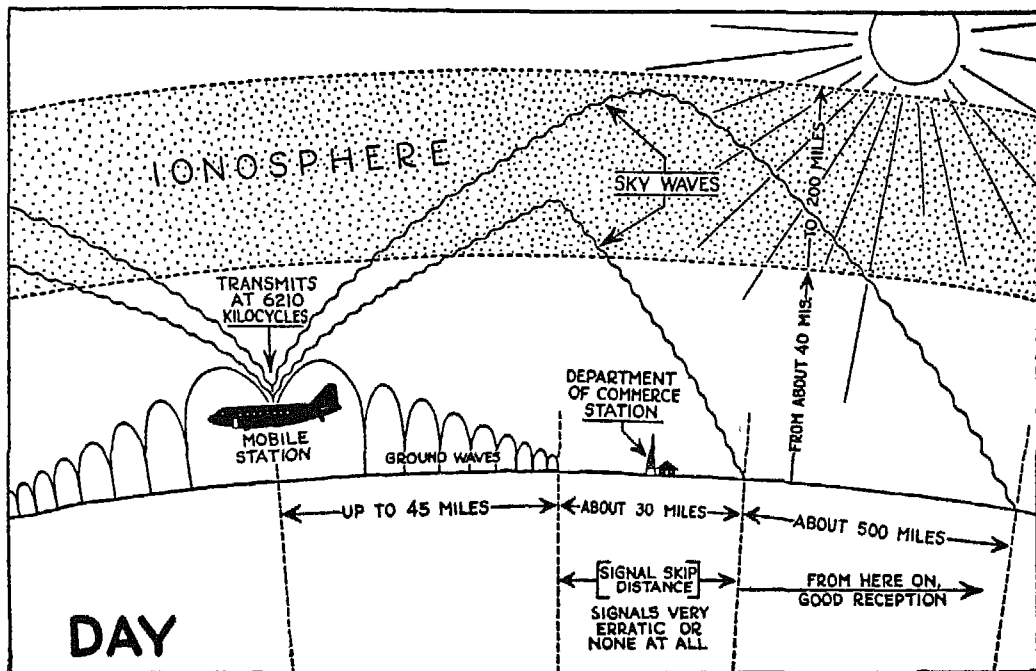 IONOSPHERE
SKY WAVES
TO 200 MILES
FROM ABOUT 40 MIS.
TRANSMITS
AT 6210
KILOCYCLES
MOBILE
STATION
GROUND WAVES
DEPARTMENT
OF COMMERCE
STATION
UP TO 45 MILES
ABOUT 30 MILES
ABOUT 500 MILES
[SIGNAL SKIP
DISTANCE]
SIGNALS VERY
ERRATIC OR
NONE AT ALL
FROM HERE ON,
GOOD RECEPTION
DAY